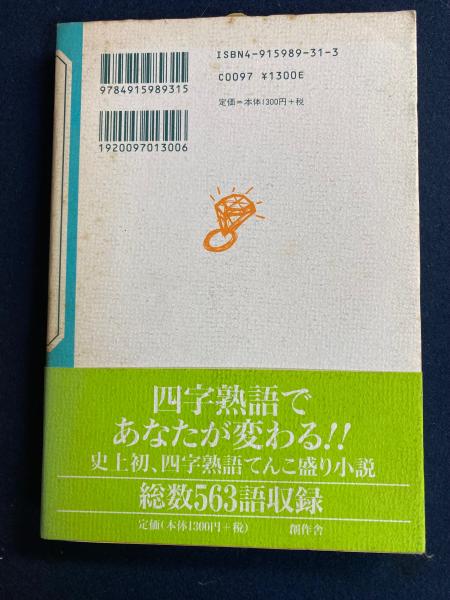 ISBN4-915989-31-3
C0097 ¥1300E
定価=本体1300円+税
9784915989315
1920097013006
四字熟語で
あなたが変わる!!
史上初、四字熟語てんこ盛り小説
総数563語収録
定価(本体1300円+税) 創作舎